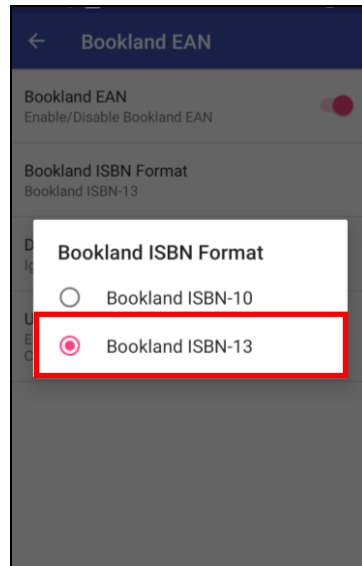 Bookland EAN
Bookland EAN
Enable/Disable Bookland EAN
Bookland ISBN Format
Bookland ISBN-13
Bookland ISBN Format
Bookland ISBN-10
Bookland ISBN-13